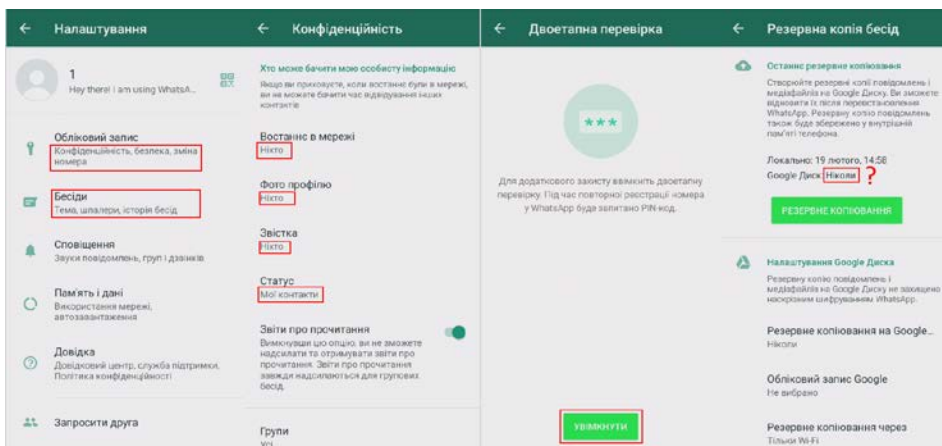 Налаштування
1
Hey there! I am using WhatsA...
Обліковий запис
Конфіденційність, безпека, зміна
номера
Бесіди
Тема, шпалери, історія бесід
Сповіщення
Звуки повідомлень, груп і дзвінків
Пам'ять і дані
Використання мережі,
автозавантаження
Довідка
Довідковий центр, служба підтримки,
Політика конфіденційності
Запросити друга
Конфіденційність
Хто може бачити мою особисту інформацію
Якщо ви приховуєте, коли востаннє були в мережі,
ви не можете бачити час відвідування інших
контактів
Востаннє в мережі
Ніхто
Фото профілю
Ніхто
Звістка
Ніхто
Статус
Мої контакти
Звіти про прочитання
Вимкнувши цю опцію, ви не зможете
надсилати та отримувати звіти про
прочитання. Звіти про прочитання
завжди надсилаються для групових
бесід.
Групи
Усі
Двоетапна перевірка
***
Для додаткового захисту ввімкніть двоетапну
перевірку. Під час повторної реєстрації номера
у WhatsApp буде запитано PIN-код.
УВІМКНУТИ
Резервна копія бесід
Останнє резервне копіювання
Створюйте резервні копії повідомлень і
медіафайлів на Google Диску. Ви зможете
відновити їх після перевстановлення
WhatsApp. Резервну копію повідомлень
також буде збережено у внутрішній
пам'яті телефона.
Локально: 19 лютого, 14:58
Google Диск: Ніколи ?
РЕЗЕРВНЕ КОПІЮВАННЯ
Налаштування Google Диска
Резервну копію повідомлень і
медіафайлів на Google Диску не захищено
наскрізним шифруванням WhatsApp.
Резервне копіювання на Google...
Ніколи
Обліковий запис Google
Не вибрано
Резервне копіювання через
Тільки Wi-Fi